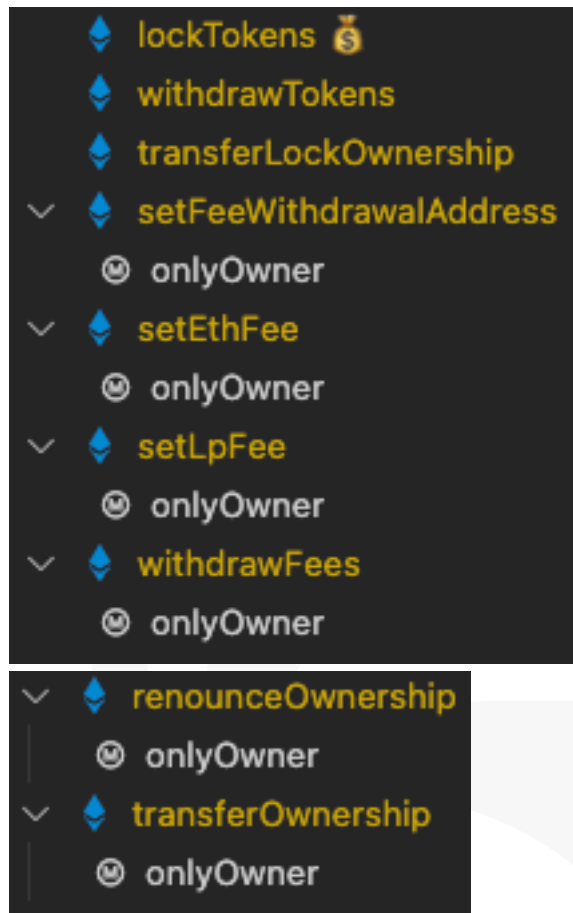 lockTokens 💰
withdrawTokens
transferLockOwnership
setFeeWithdrawalAddress
onlyOwner
setEthFee
onlyOwner
setLpFee
onlyOwner
withdrawFees
onlyOwner
renounceOwnership
onlyOwner
transferOwnership
onlyOwner